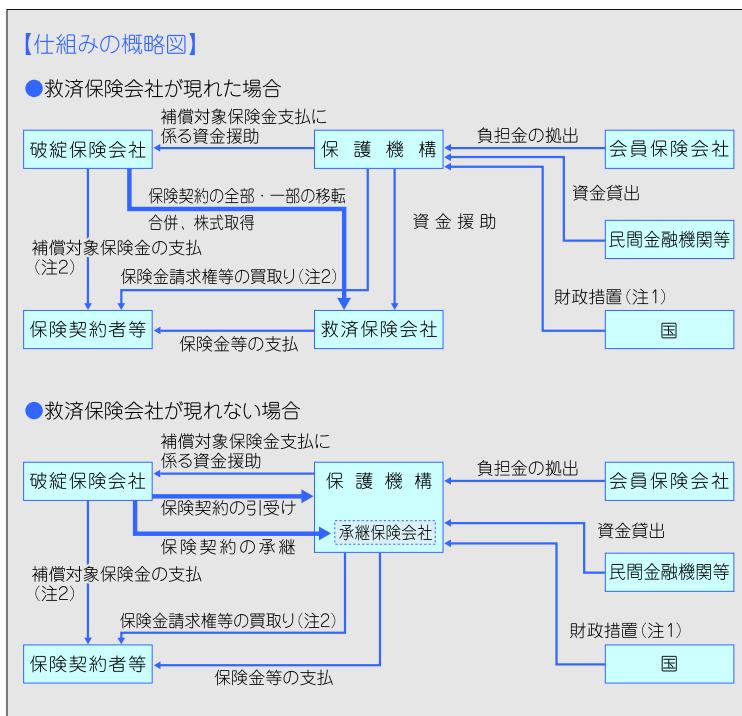 【仕組みの概略図】
●救済保険会社が現れた場合
補償対象保険金支払に
係る資金援助
破綻保険会社
保護機構
負担金の拠出
会員保険会社
保険契約の全部・一部の移転
合併、株式取得
資金援助
資金貸出
民間金融機関等
補償対象保険金の支払
(注2)
保険金請求権等の買取り(注2)
財政措置(注1)
保険契約者等
保険金等の支払
救済保険会社
国
●救済保険会社が現れない場合
補償対象保険金支払に
係る資金援助
破綻保険会社
保護機構
負担金の拠出
会員保険会社
保険契約の引受け
承継保険会社
保険契約の承継
資金貸出
民間金融機関等
補償対象保険金の支払
(注2)
保険金請求権等の買取り(注2)
財政措置(注1)
保険契約者等
保険金等の支払
国